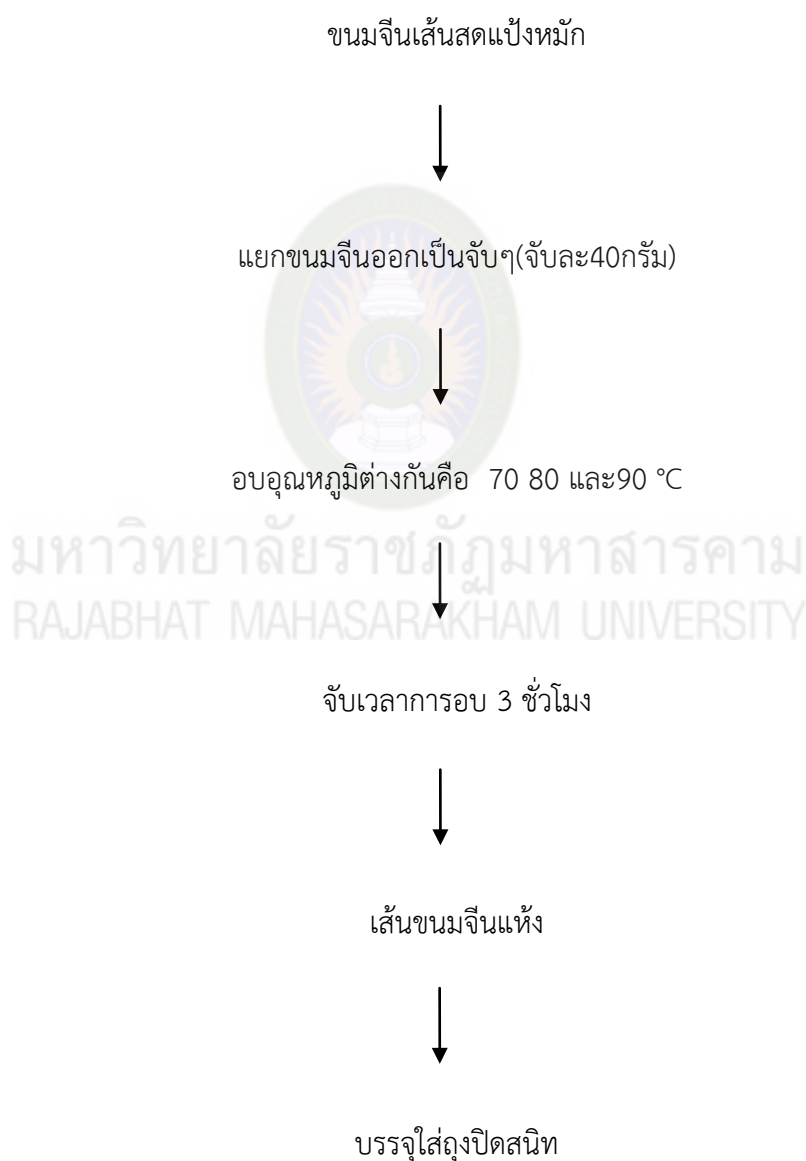 ขนมจีนเส้นสดแป้งหมัก
แยกขนมจีนออกเป็นจับๆ(จับละ40กรัม)
อบอุณหภูมิต่างกันคือ 70 80 และ90 °C
มหาวิทยาลัยราชภัฏมหาสารคาม
RAJABHAT MAHASARAKHAM UNIVERSITY
จับเวลาการอบ 3 ชั่วโมง
เส้นขนมจีนแห้ง
บรรจุใส่ถุงปิดสนิท